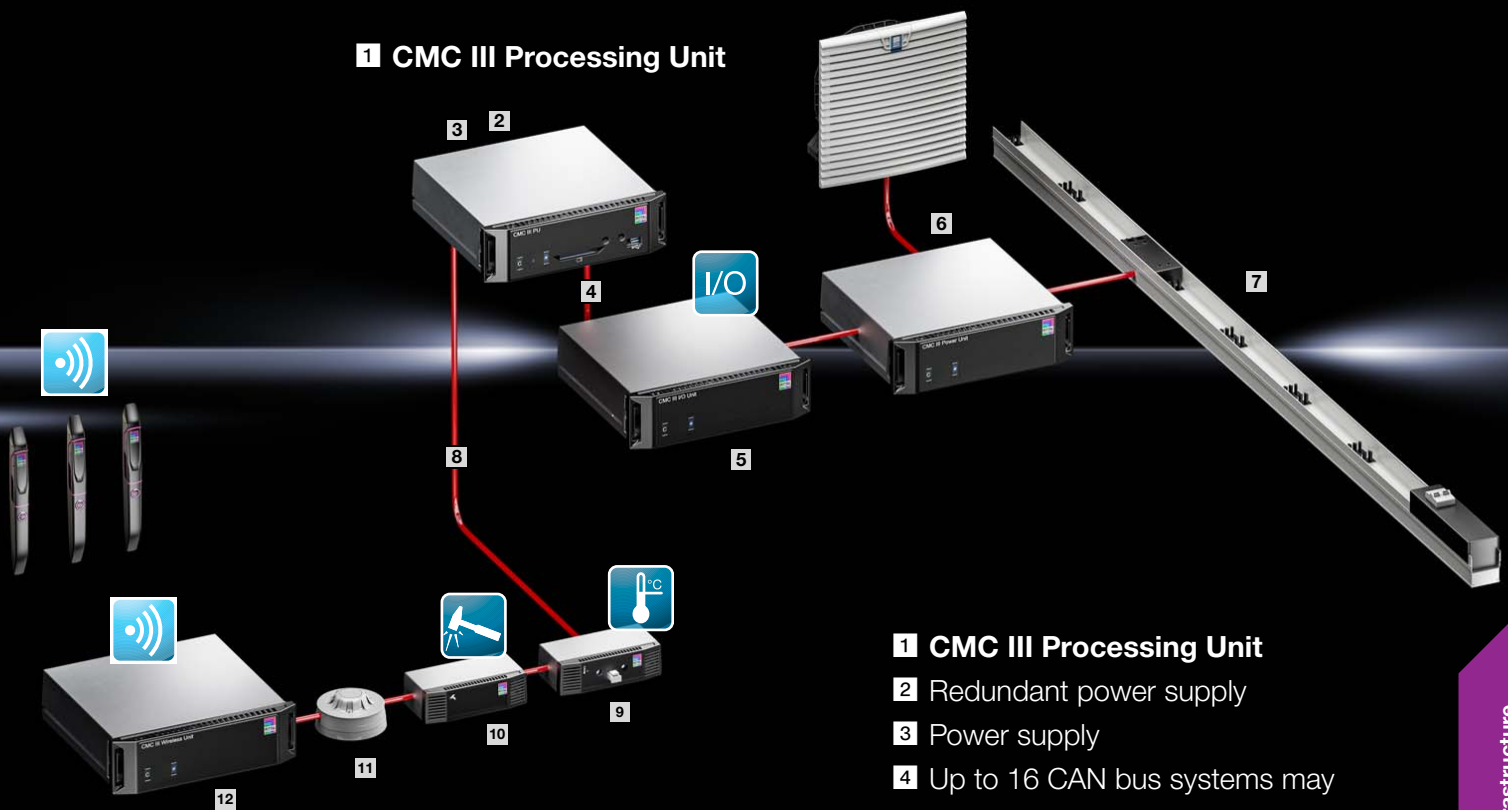 1 CMC III Processing Unit
3
2
CMC III PU
4
I/O
6
CMC III Power Unit
7
CMC III I/O Unit
5
8
°C
9
10
11
CMC III Wireless Unit
12
1 CMC III Processing Unit
2 Redundant power supply
3 Power supply
4 Up to 16 CAN bus systems may